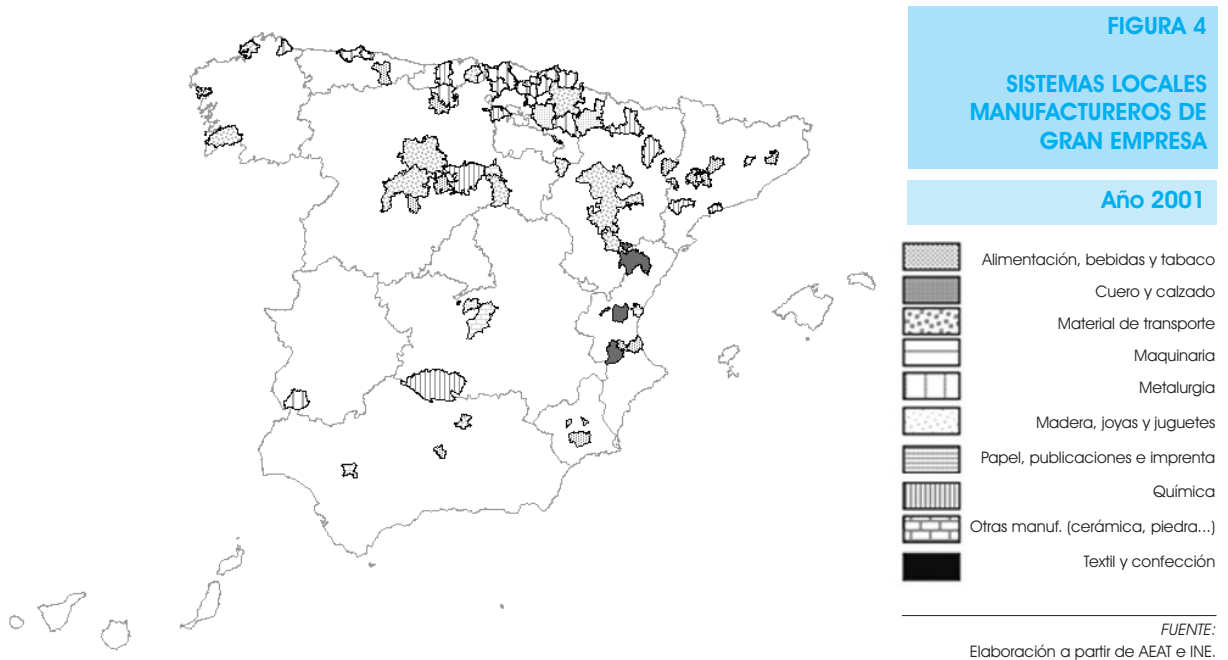 FIGURA 4
SISTEMAS LOCALES
MANUFACTUREROS DE
GRAN EMPRESA
Año 2001
Alimentación, bebidas y tabaco
Cuero y calzado
Material de transporte
Maquinaria
Metalurgia
Madera, joyas y juguetes
Papel, publicaciones e imprenta
Química
Otras manuf. (cerámica, piedra...)
Textil y confección
FUENTE:
Elaboración a partir de AEAT e INE.